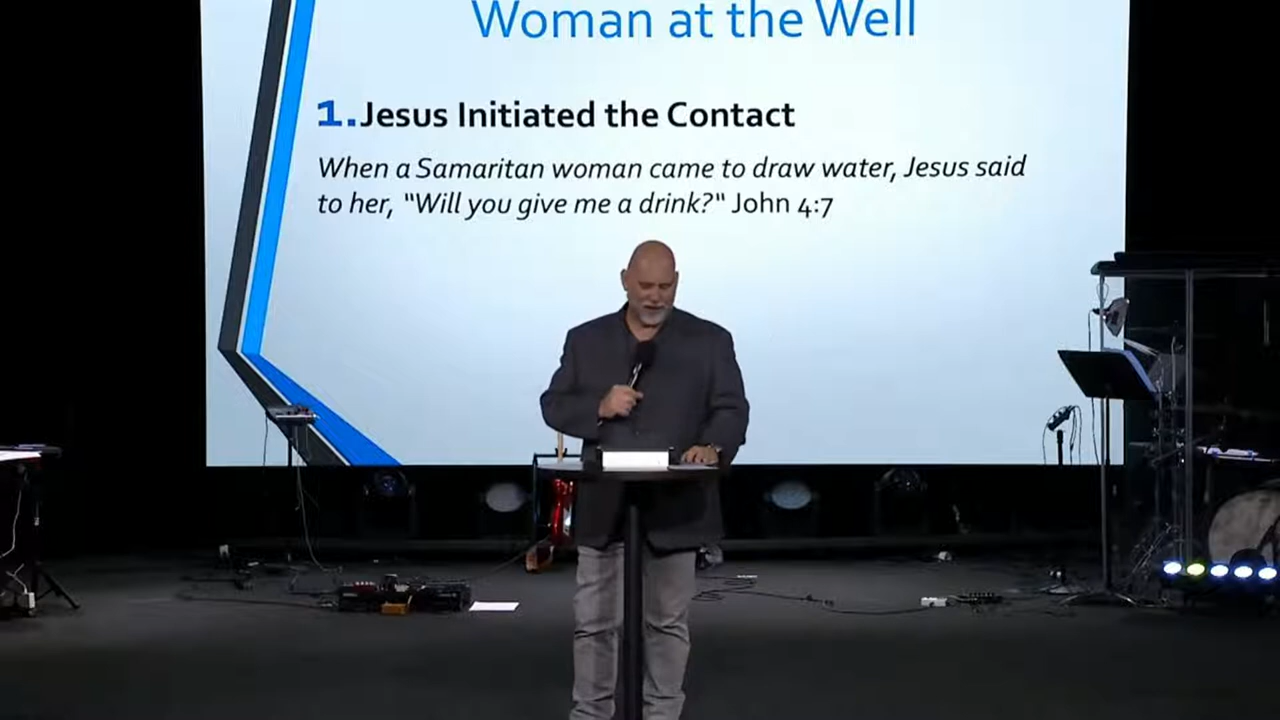 Woman at the Well
1. Jesus Initiated the Contact
When a Samaritan woman came to draw water, Jesus said
to her, "Will you give me a drink?" John 4:7